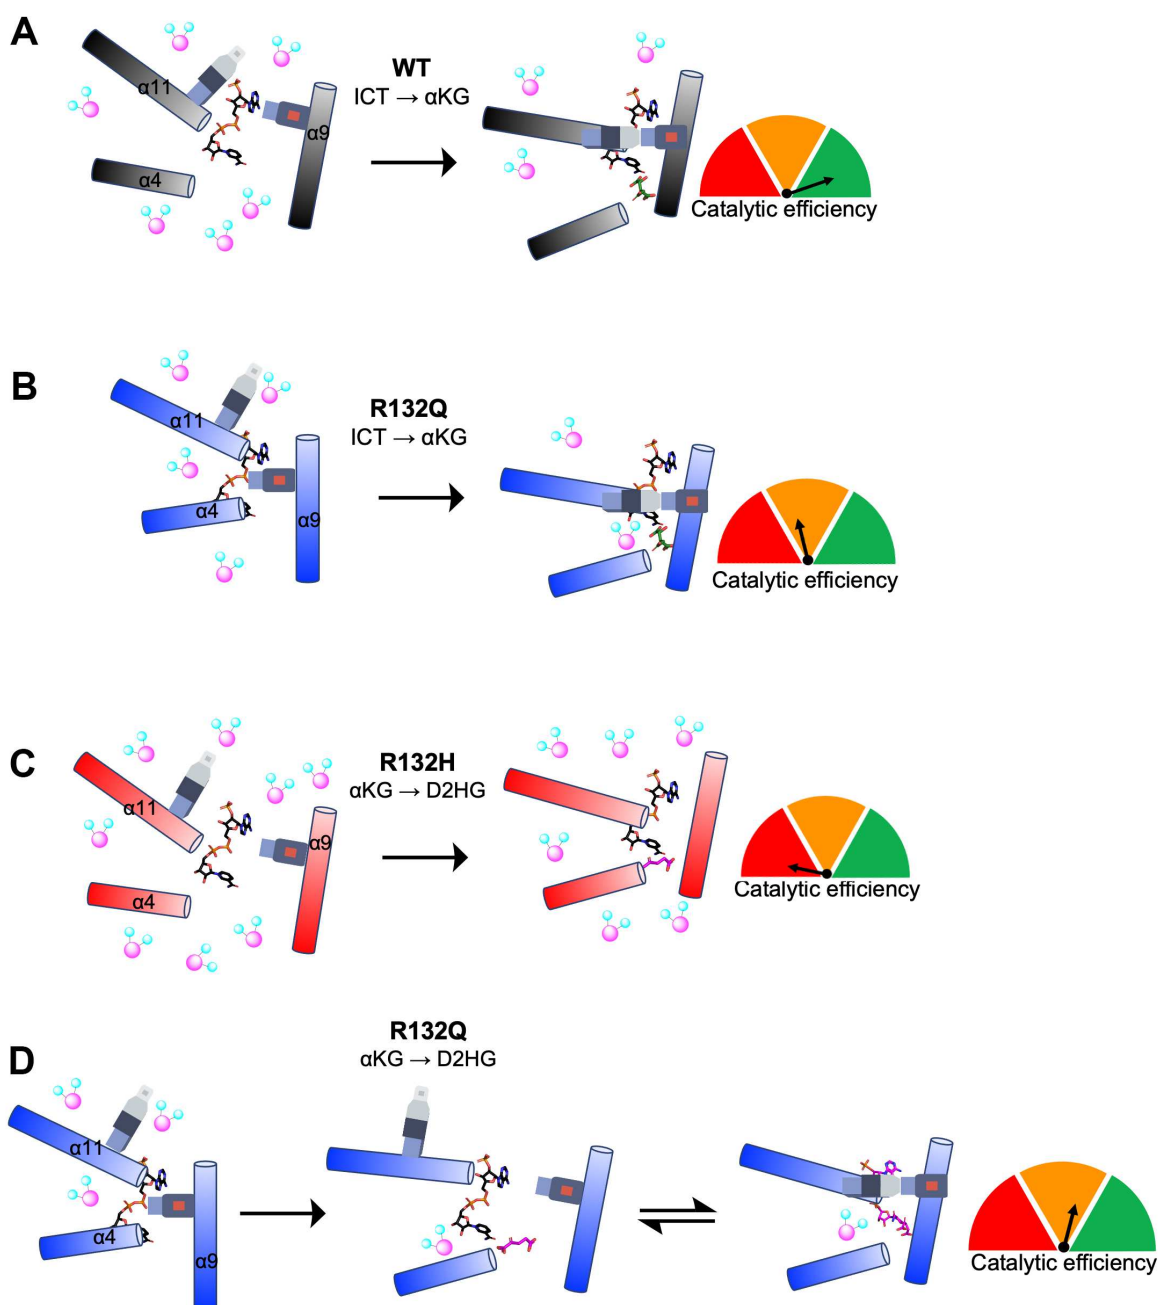 A
α11
α9
α4
WT
ICT → αKG
Catalytic efficiency
B
α11
α9
α4
R132Q
ICT → αKG
Catalytic efficiency
C
α11
α9
α4
R132H
αKG → D2HG
Catalytic efficiency
D
R132Q
αKG → D2HG
α11
α4
α9
Catalytic efficiency